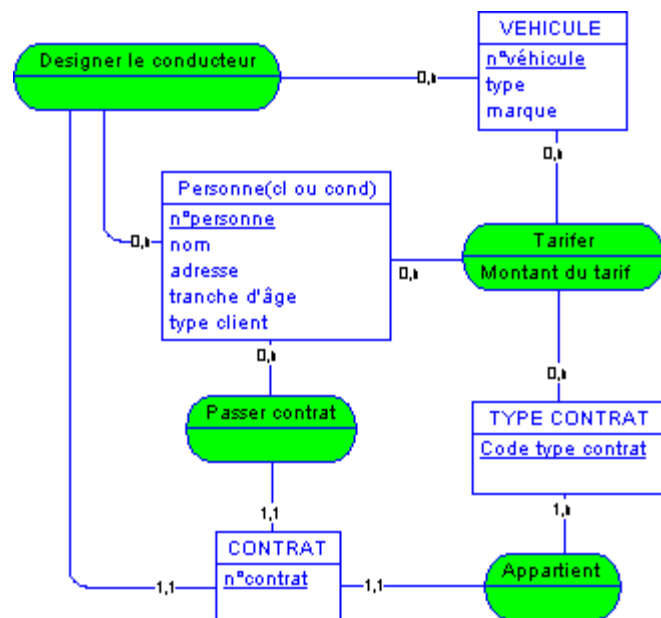 VEHICULE
n°véhicule
type
marque
Designer le conducteur
0,n
0,n
Personne(cl ou cond)
n°personne
nom
adresse
tranche d'âge
type client
0,n
0,n
Tarifer
Montant du tarif
0,n
0,n
Passer contrat
TYPE CONTRAT
Code type contrat
1,1
1,n
CONTRAT
n°contrat
1,1
1,1
Appartient